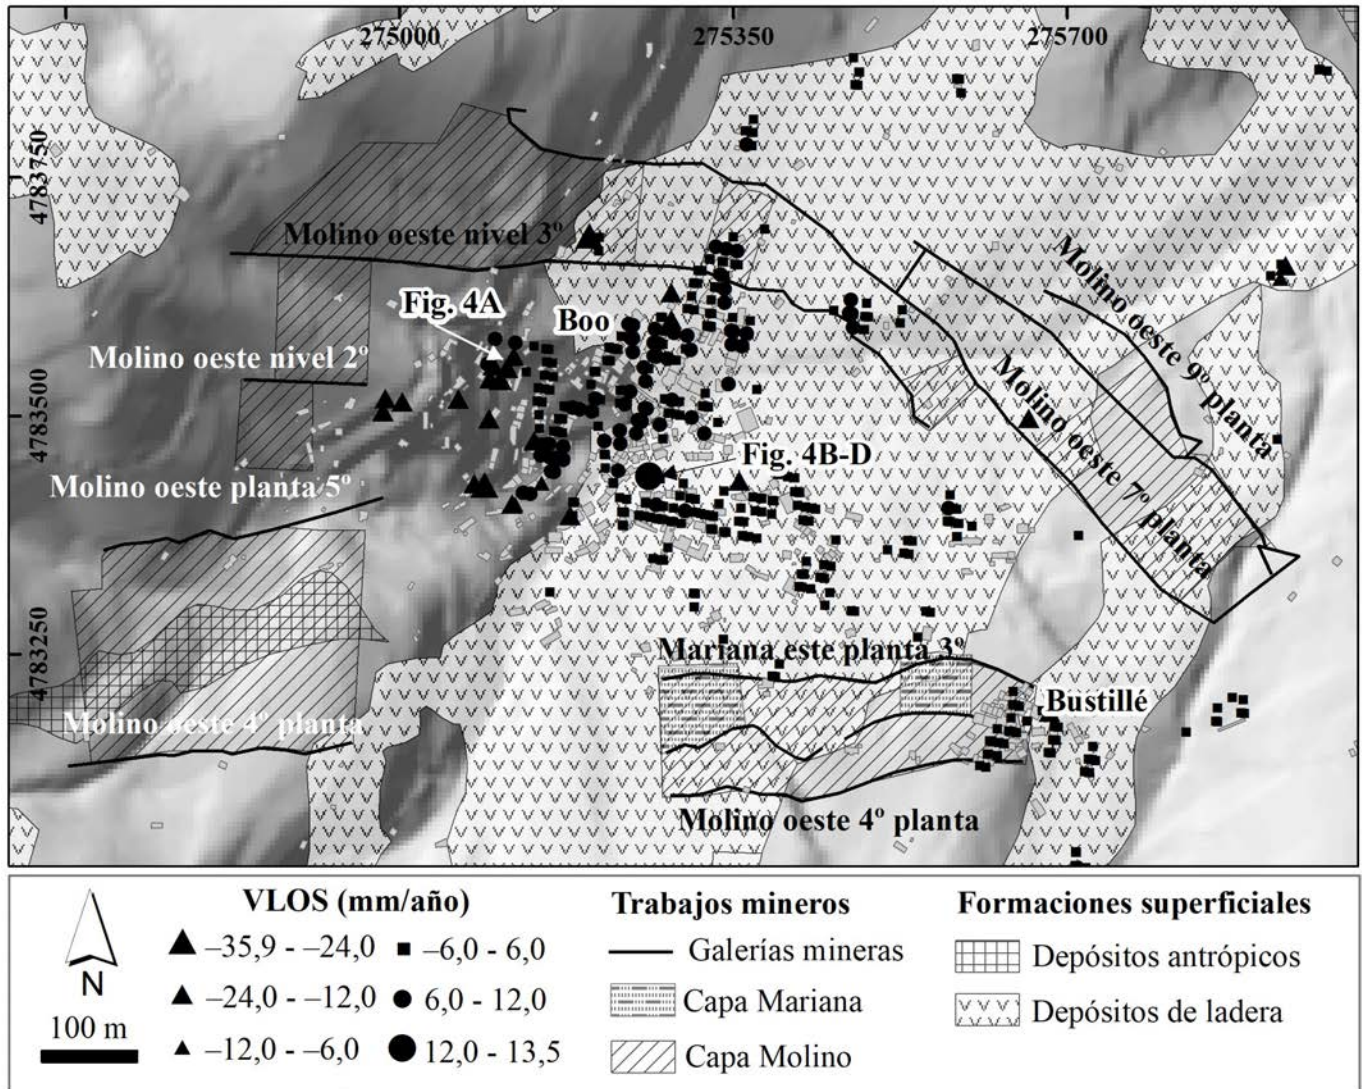 275000
275350
275700
4783750
4783500
4783250
Molino oeste nivel 3º
Fig. 4A
Boo
Molino oeste nivel 2º
Molino oeste planta 5º
Molino oeste 4º planta
Fig. 4B-D
Molino oeste 9º planta
Molino oeste 7º planta
Mariana este planta 3º
Bustillé
Molino oeste 4º planta
N
100 m
VLOS (mm/año)
–35,9 - –24,0
–24,0 - –12,0
–12,0 - –6,0
–6,0 - 6,0
6,0 - 12,0
12,0 - 13,5
Trabajos mineros
Galerías mineras
Capa Mariana
Capa Molino
Formaciones superficiales
Depósitos antrópicos
Depósitos de ladera